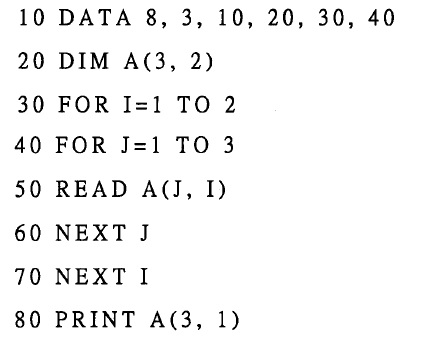 10 DATA 8, 3, 10, 20, 30, 40
20 DIM A(3, 2)
30 FOR I=1 TO 2
40 FOR J=1 TO 3
50 READ A(J, I)
60 NEXT J
70 NEXT I
80 PRINT A(3, 1)